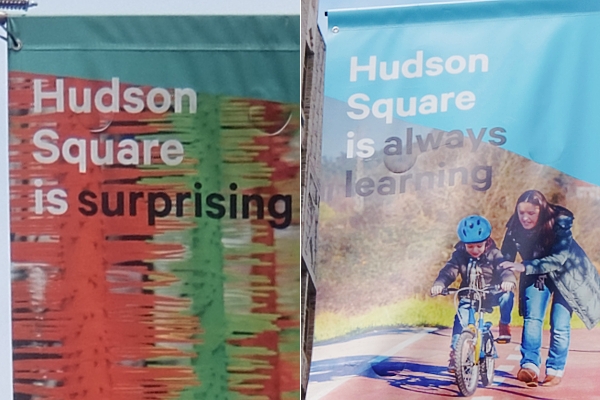 Hudson
Square
is surprising
Hudson
Square
is always
learning